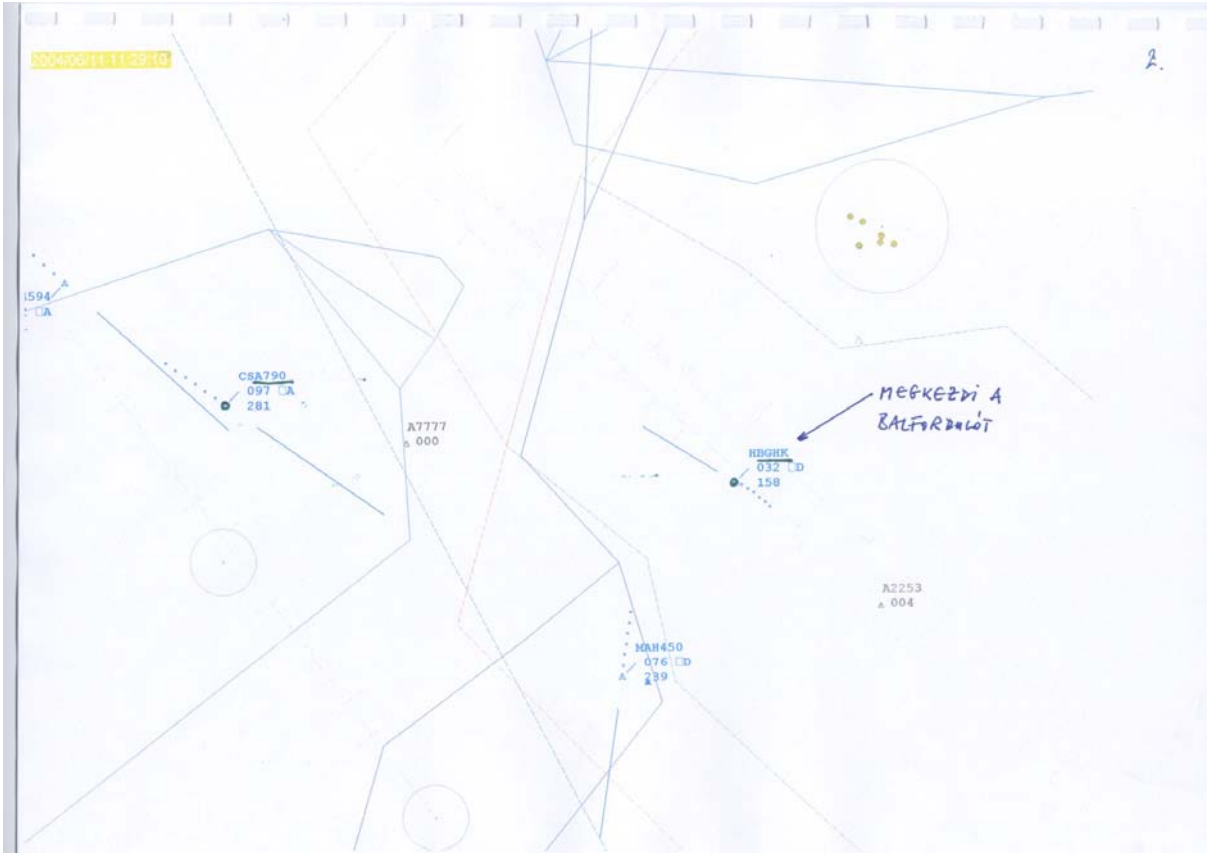 2004/06/11 11:29:10
2.
594
□A
CSA790
097 □A
281
A7777
000
MEGKEZDI A
BALFORDULÓT
HBGHK
032 □D
158
A2253
004
MAH450
076 □D
239